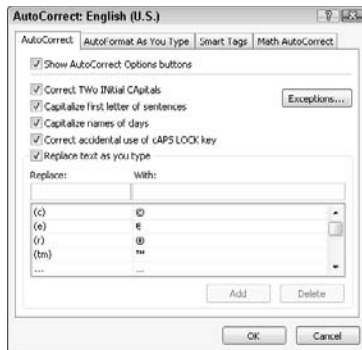 AutoCorrect: English (U.S.)
AutoCorrect AutoFormat As You Type Smart Tags Math AutoCorrect
Show AutoCorrect Options buttons
Correct TWo INitial CApitals
Exceptions...
Capitalize first letter of sentences
Capitalize names of days
Correct accidental use of cAPS LOCK key
Replace text as you type
Replace: With:
(c) ©
(e) €
(r) ®
(tm) ™
... ...
Add Delete
OK Cancel